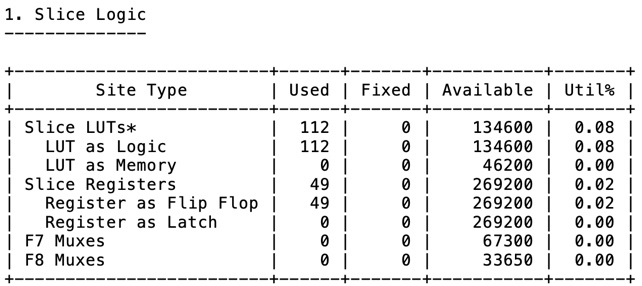 1. Slice Logic
--------------
+----------------------------+------+-------+-----------+-------+
|          Site Type         | Used | Fixed | Available | Util% |
+----------------------------+------+-------+-----------+-------+
| Slice LUTs*                |  112 |     0 |    134600 |  0.08 |
|   LUT as Logic             |  112 |     0 |    134600 |  0.08 |
|   LUT as Memory            |    0 |     0 |     46200 |  0.00 |
| Slice Registers            |   49 |     0 |    269200 |  0.02 |
|   Register as Flip Flop    |   49 |     0 |    269200 |  0.02 |
|   Register as Latch        |    0 |     0 |    269200 |  0.00 |
| F7 Muxes                   |    0 |     0 |     67300 |  0.00 |
| F8 Muxes                   |    0 |     0 |     33650 |  0.00 |
+----------------------------+------+-------+-----------+-------+